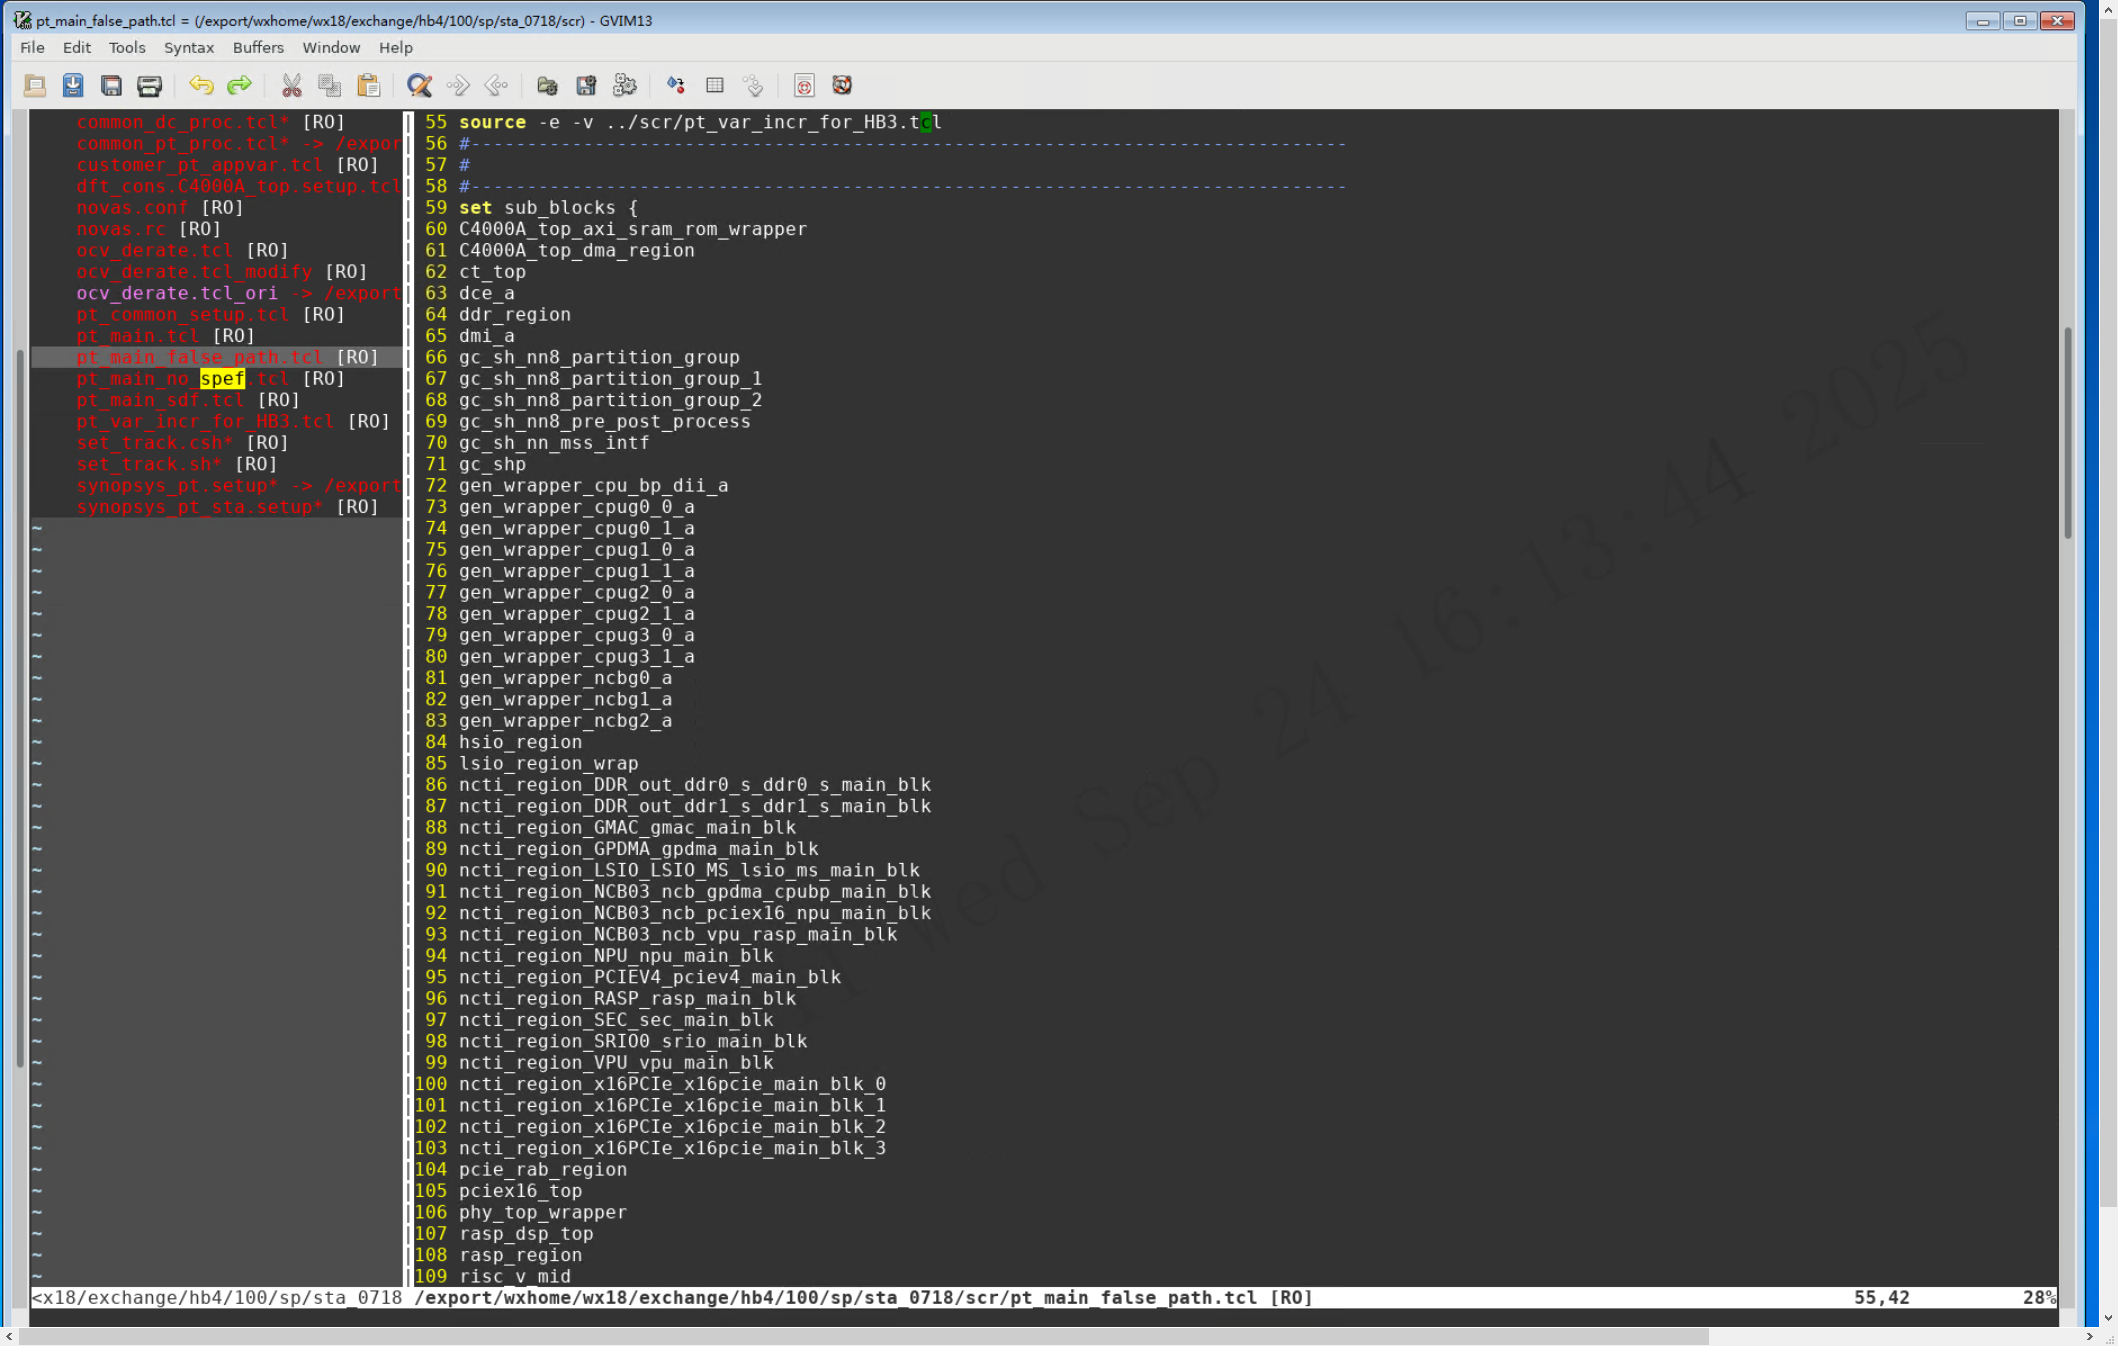 pt_main_false_path.tcl = (/export/wxhome/wx18/exchange/hb4/100/sp/sta_0718/scr) - GVIM13
File Edit Tools Syntax Buffers Window Help
common_dc_proc.tcl* [RO]
common_pt_proc.tcl* -> /expor
customer_pt_appvar.tcl [RO]
dft_cons.C4000A_top.setup.tcl
novas.conf [RO]
novas.rc [RO]
ocv_derate.tcl [RO]
ocv_derate.tcl_modify [RO]
ocv_derate.tcl_ori -> /export
pt_common_setup.tcl [RO]
pt_main.tcl [RO]
pt_main_false_path.tcl [RO]
pt_main_no_spef.tcl [RO]
pt_main_sdf.tcl [RO]
pt_var_incr_for_HB3.tcl [RO]
set_track.csh* [RO]
set_track.sh* [RO]
synopsys_pt.setup* -> /export
synopsys_pt_sta.setup* [RO]
55 source -e -v ../scr/pt_var_incr_for_HB3.tcl
56 #------------------------------------------------------------------------------
57 #
58 #------------------------------------------------------------------------------
59 set sub_blocks {
60 C4000A_top_axi_sram_rom_wrapper
61 C4000A_top_dma_region
62 ct_top
63 dce_a
64 ddr_region
65 dmi_a
66 gc_sh_nn8_partition_group
67 gc_sh_nn8_partition_group_1
68 gc_sh_nn8_partition_group_2
69 gc_sh_nn8_pre_post_process
70 gc_sh_nn_mss_intf
71 gc_shp
72 gen_wrapper_cpu_bp_dii_a
73 gen_wrapper_cpug0_0_a
74 gen_wrapper_cpug0_1_a
75 gen_wrapper_cpug1_0_a
76 gen_wrapper_cpug1_1_a
77 gen_wrapper_cpug2_0_a
78 gen_wrapper_cpug2_1_a
79 gen_wrapper_cpug3_0_a
80 gen_wrapper_cpug3_1_a
81 gen_wrapper_ncbg0_a
82 gen_wrapper_ncbg1_a
83 gen_wrapper_ncbg2_a
84 hsio_region
85 lsio_region_wrap
86 ncti_region_DDR_out_ddr0_s_ddr0_s_main_blk
87 ncti_region_DDR_out_ddr1_s_ddr1_s_main_blk
88 ncti_region_GMAC_gmac_main_blk
89 ncti_region_GPDMA_gpdma_main_blk
90 ncti_region_LSIO_LSIO_MS_lsio_ms_main_blk
91 ncti_region_NCB03_ncb_gpdma_cpubp_main_blk
92 ncti_region_NCB03_ncb_pciex16_npu_main_blk
93 ncti_region_NCB03_ncb_vpu_rasp_main_blk
94 ncti_region_NPU_npu_main_blk
95 ncti_region_PCIEV4_pciev4_main_blk
96 ncti_region_RASP_rasp_main_blk
97 ncti_region_SEC_sec_main_blk
98 ncti_region_SRIO0_srio_main_blk
99 ncti_region_VPU_vpu_main_blk
100 ncti_region_x16PCIe_x16pcie_main_blk_0
101 ncti_region_x16PCIe_x16pcie_main_blk_1
102 ncti_region_x16PCIe_x16pcie_main_blk_2
103 ncti_region_x16PCIe_x16pcie_main_blk_3
104 pcie_rab_region
105 pciex16_top
106 phy_top_wrapper
107 rasp_dsp_top
108 rasp_region
109 risc_v_mid
<x18/exchange/hb4/100/sp/sta_0718 /export/wxhome/wx18/exchange/hb4/100/sp/sta_0718/scr/pt_main_false_path.tcl [RO] 55,42 28%
Wed Sep 24 16:13:44 2025